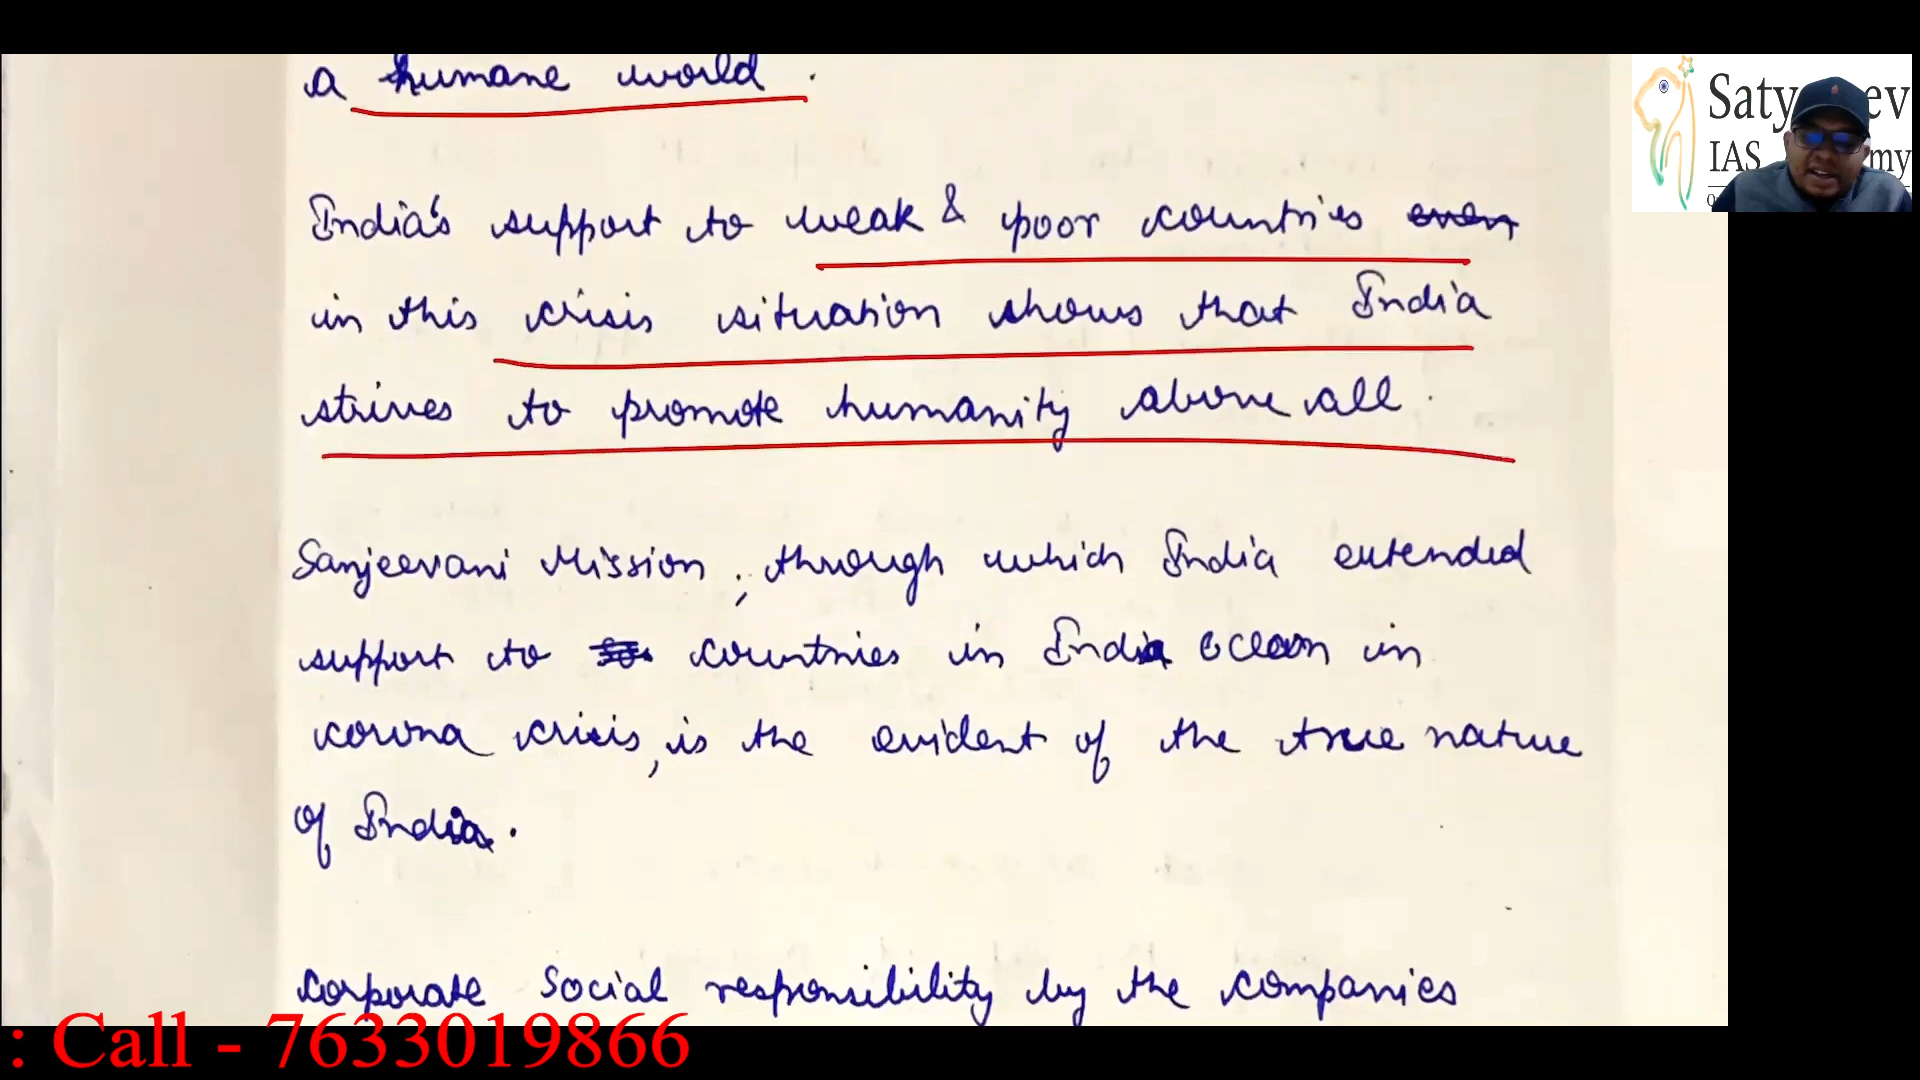 a humane world.
India's support to weak & poor countries even
in this crisis situation shows that India
strives to promote humanity above all.
Sanjeevani Mission, through which India extended
support to countries in India Ocean in
corona crisis, is the evident of the true nature
of India.
Corporate Social responsibility by the companies
: Call - 7633019866
IAS